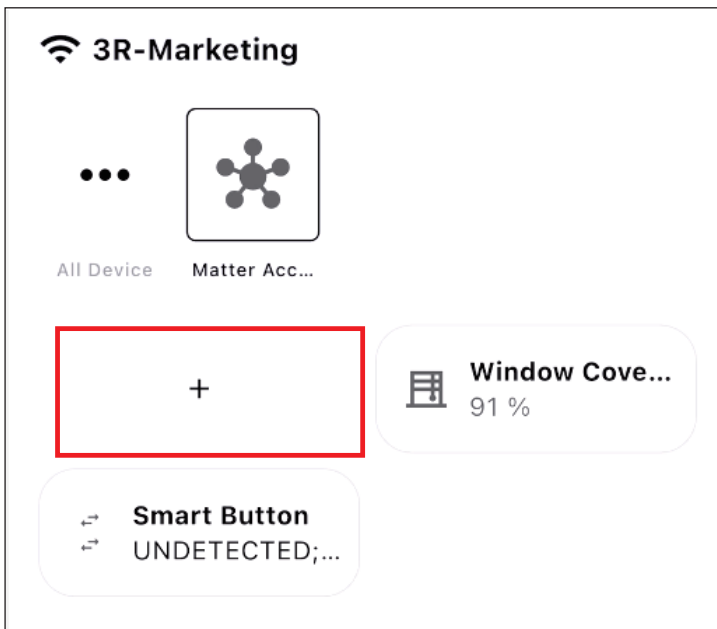 3R-Marketing
All Device
Matter Acc...
+
Window Cove...
91 %
Smart Button
UNDETECTED;...